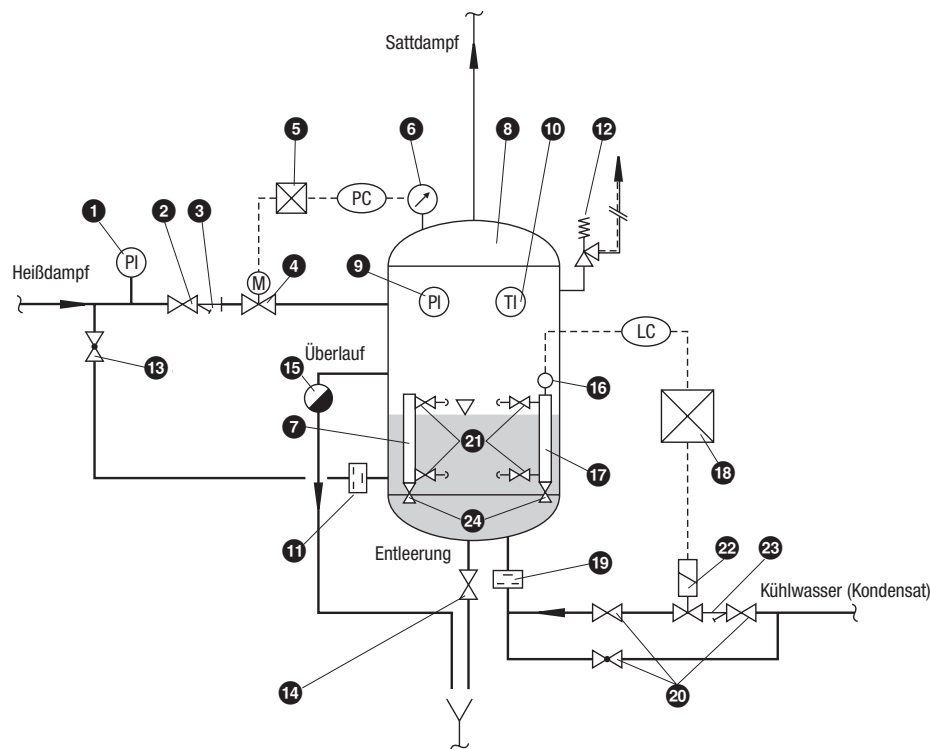 Sattdampf
5
6
8
10
12
1
2
3
PC
PI
4
Heißdampf
M
9
PI
TI
LC
13
Überlauf
15
16
7
21
17
18
24
11
Entleerung
19
22
23
Kühlwasser (Kondensat)
14
20